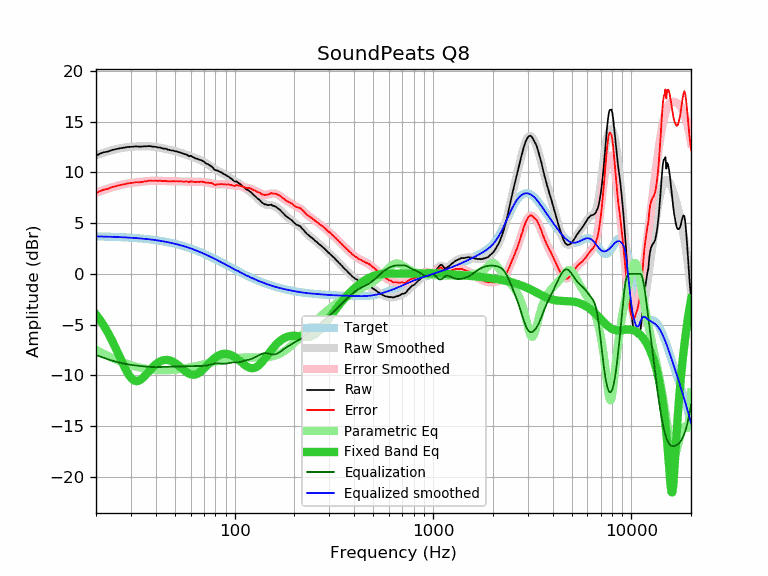 SoundPeats Q8
Amplitude (dBr)
20
15
10
5
0
−5
−10
−15
−20
Target
Raw Smoothed
Error Smoothed
Raw
Error
Parametric Eq
Fixed Band Eq
Equalization
Equalized smoothed
100
1000
10000
Frequency (Hz)